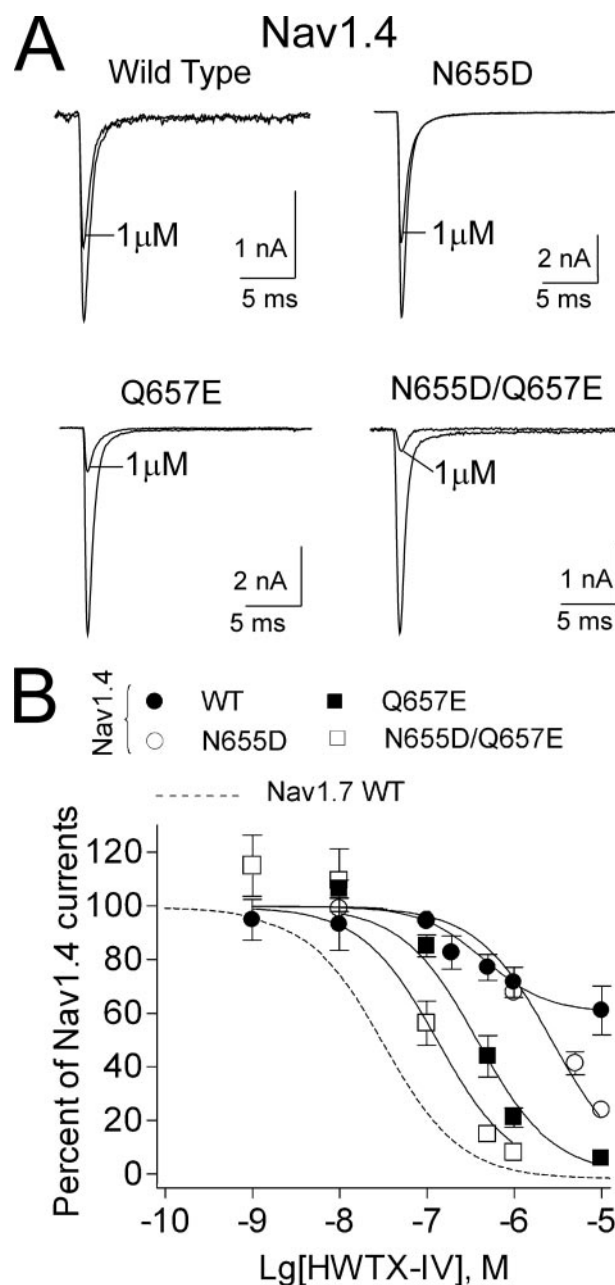 A
Nav1.4
Wild Type
N655D
1μM
1 nA
5 ms
1μM
2 nA
5 ms
Q657E
N655D/Q657E
1μM
2 nA
5 ms
1μM
1 nA
5 ms
B
Nav1.4
WT
Q657E
N655D
N655D/Q657E
Nav1.7 WT
Percent of Nav1.4 currents
120
100
80
60
40
20
0
-10 -9 -8 -7 -6 -5
Lg[HWTX-IV], M